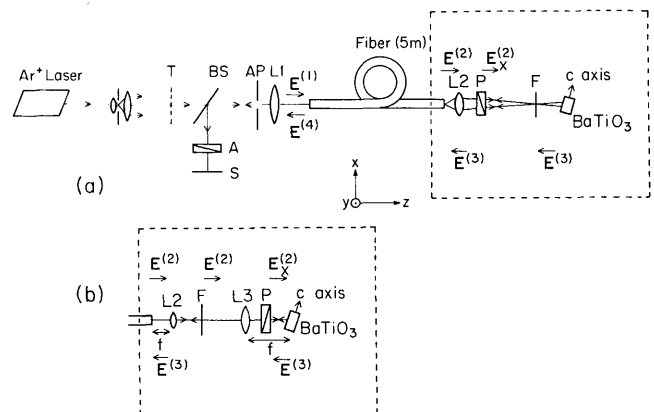 Ar+ Laser
T
BS
AP
L1
E(1)
E(4)
A
S
Fiber (5m)
E(2)
E(2)x
L2
P
F
c axis
BaTiO3
E(3)
E(3)
(a)
x
y
z
(b)
E(2)
E(2)
E(2)x
L2
F
L3
P
c axis
BaTiO3
f
f
E(3)
E(3)